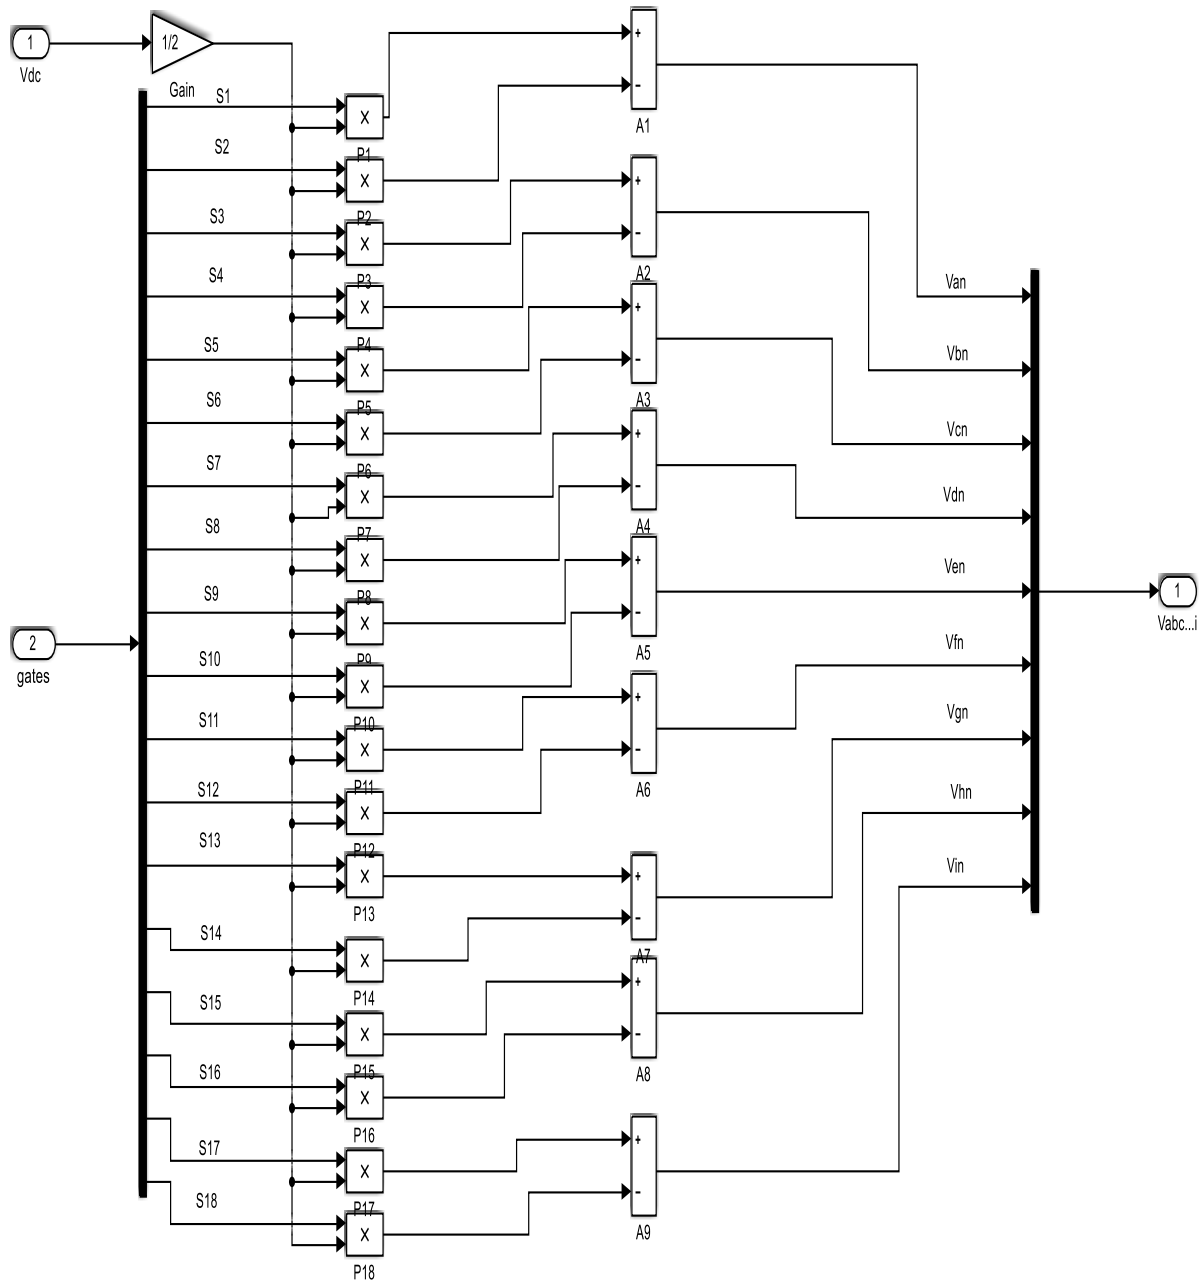 1
Vdc
1/2
Gain
2
gates
S1
S2
S3
S4
S5
S6
S7
S8
S9
S10
S11
S12
S13
S14
S15
S16
S17
S18
×
P1
×
P2
×
P3
×
P4
×
P5
×
P6
×
P7
×
P8
×
P9
×
P10
×
P11
×
P12
×
P13
×
P14
×
P15
×
P16
×
P17
×
P18
+
-
A1
+
-
A2
+
-
A3
+
-
A4
+
-
A5
+
-
A6
+
-
A7
+
-
A8
+
-
A9
Van
Vbn
Vcn
Vdn
Ven
Vfn
Vgn
Vhn
Vin
1
Vabc...i